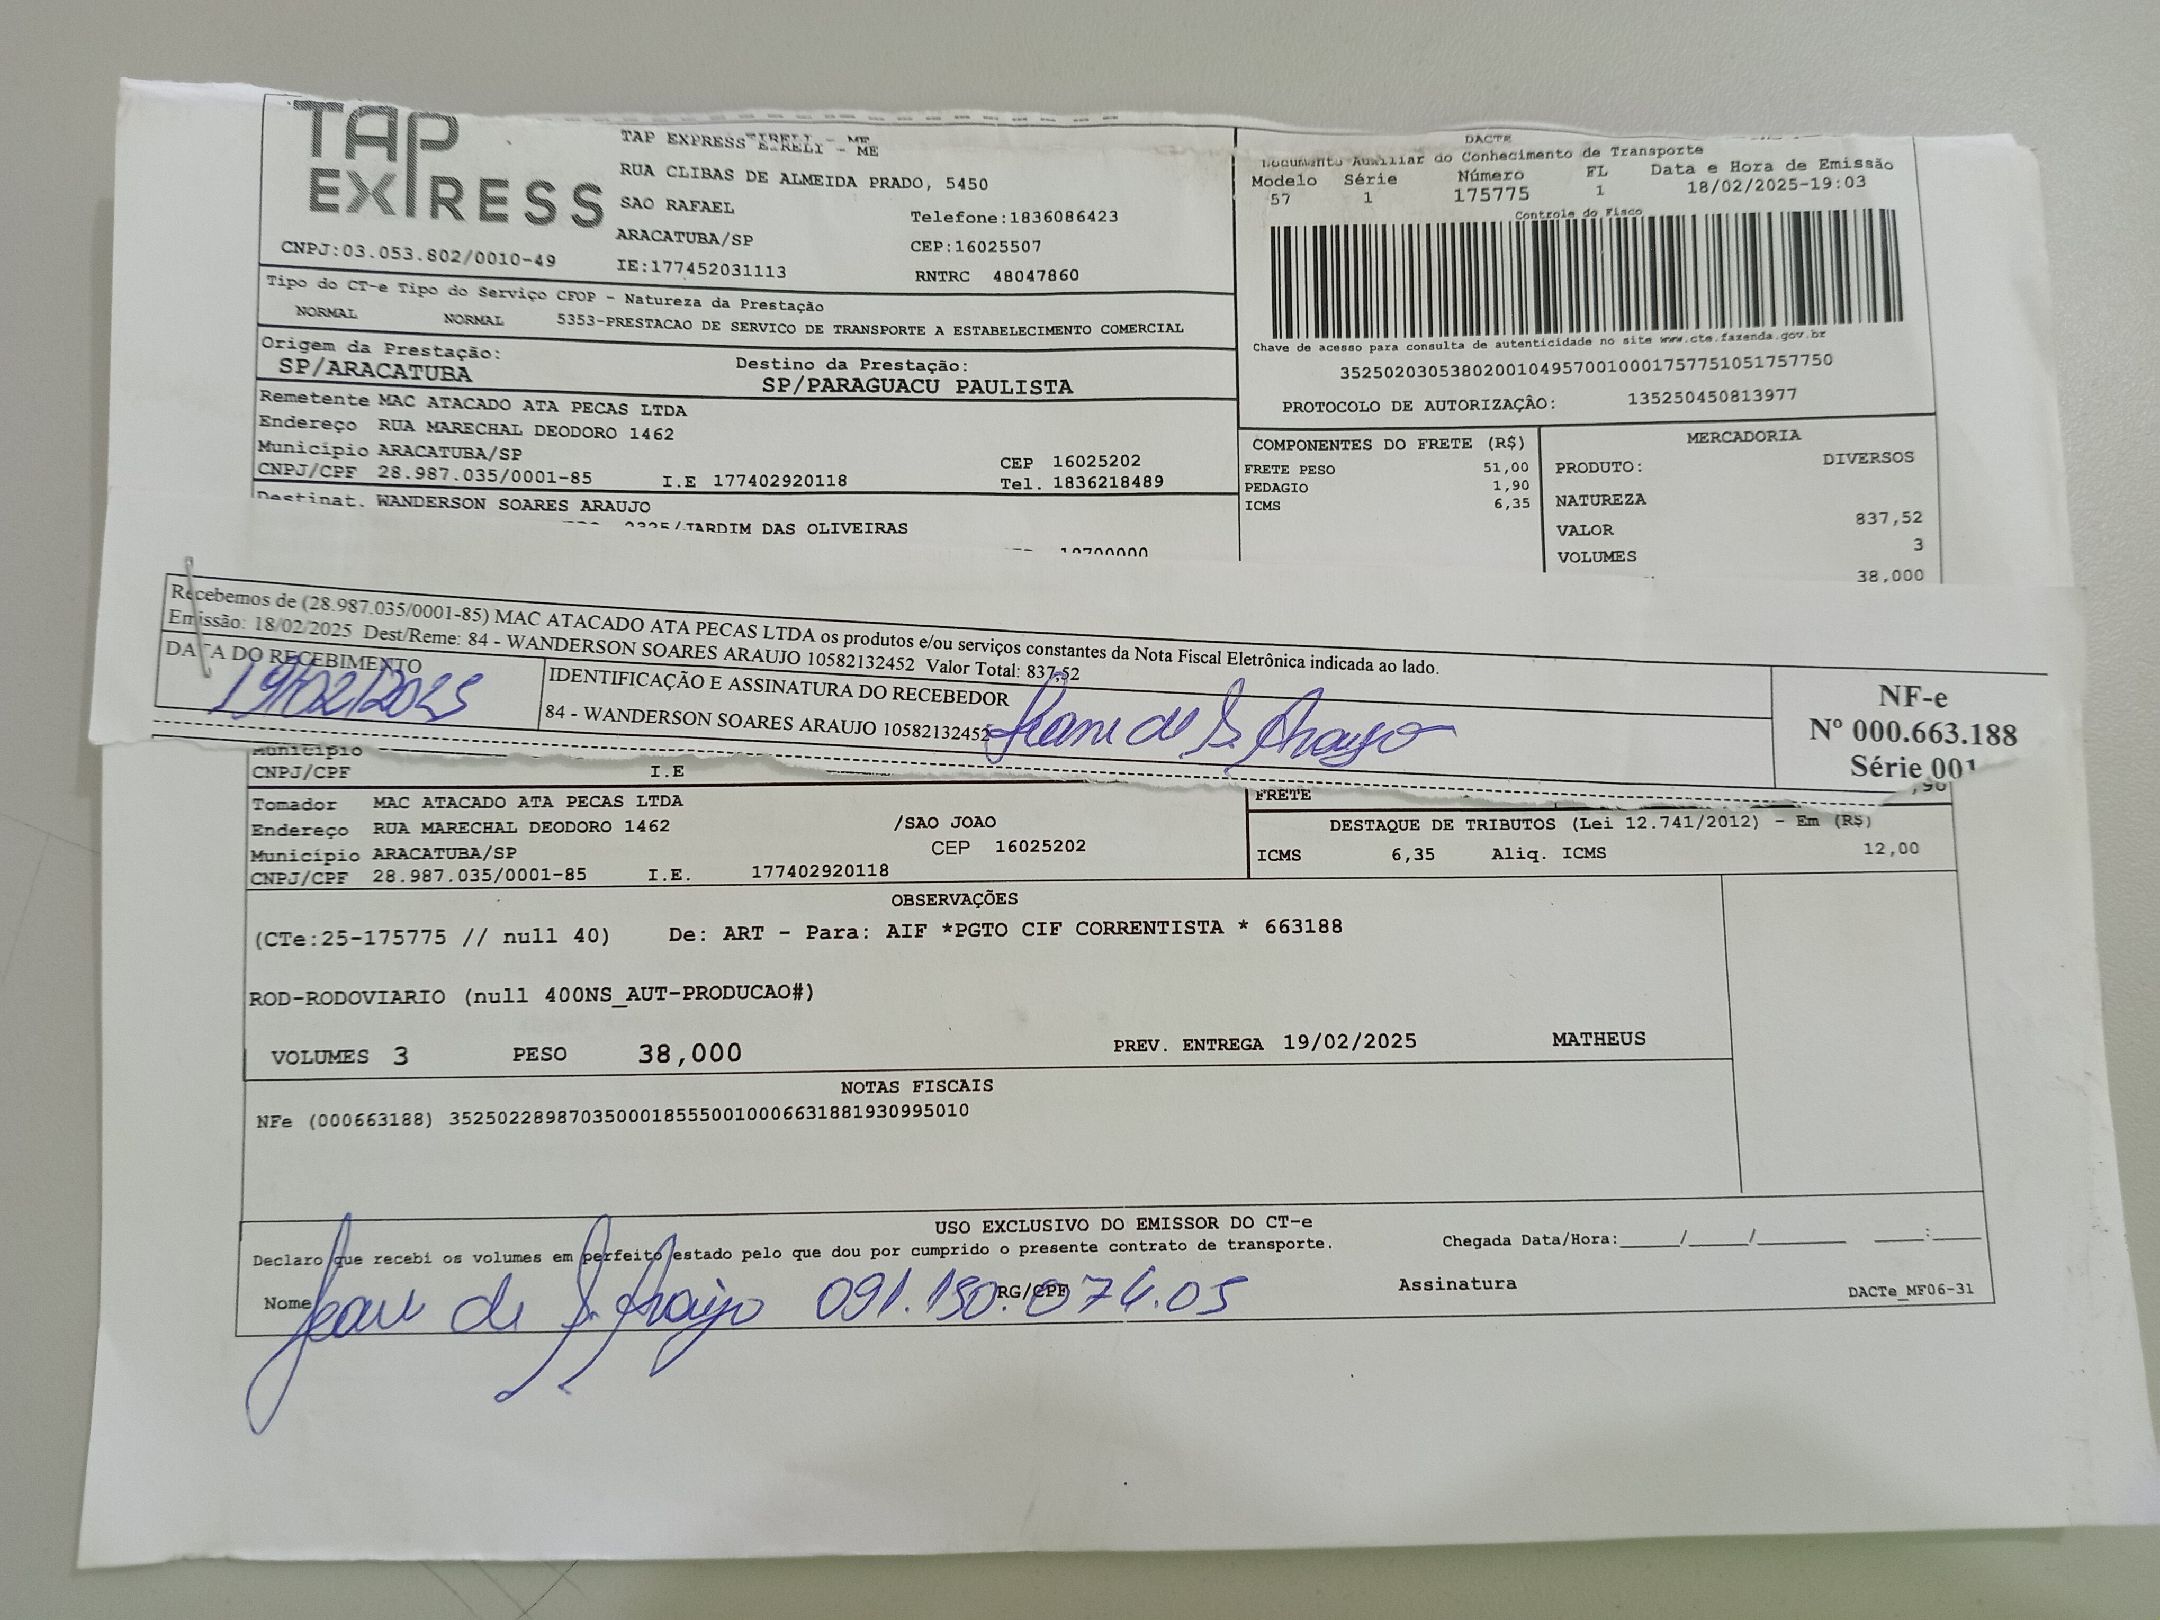 TAP
EXPRESS
TAP EXPRESS EIRELI - ME
RUA CLIBAS DE ALMEIDA PRADO, 5450
SAO RAFAEL
Telefone:1836086423
ARACATUBA/SP
CEP:16025507
CNPJ:03.053.802/0010-49
IE:177452031113
RNTRC 48047860
DACTE
Documento Auxiliar do Conhecimento de Transporte
Modelo Série Número FL Data e Hora de Emissão
57 1 175775 1 18/02/2025-19:03
Controle do Fisco
Chave de acesso para consulta de autenticidade no site www.cte.fazenda.gov.br
35250203053802001049570010001757751051757750
PROTOCOLO DE AUTORIZAÇÃO: 135250450813977
Tipo do CT-e Tipo do Serviço CFOP - Natureza da Prestação
NORMAL NORMAL 5353-PRESTACAO DE SERVICO DE TRANSPORTE A ESTABELECIMENTO COMERCIAL
Origem da Prestação: Destino da Prestação:
SP/ARACATUBA SP/PARAGUACU PAULISTA
Remetente MAC ATACADO ATA PECAS LTDA
Endereço RUA MARECHAL DEODORO 1462
Município ARACATUBA/SP CEP 16025202
CNPJ/CPF 28.987.035/0001-85 I.E 177402920118 Tel. 1836218489
Destinat. WANDERSON SOARES ARAUJO
/JARDIM DAS OLIVEIRAS
19700000
COMPONENTES DO FRETE (R$)
FRETE PESO 51,00
PEDAGIO 1,90
ICMS 6,35
MERCADORIA
PRODUTO: DIVERSOS
NATUREZA
VALOR 837,52
VOLUMES 3
38,000
Recebemos de (28.987.035/0001-85) MAC ATACADO ATA PECAS LTDA os produtos e/ou serviços constantes da Nota Fiscal Eletrônica indicada ao lado.
Emissão: 18/02/2025 Dest/Reme: 84 - WANDERSON SOARES ARAUJO 10582132452 Valor Total: 837,52
DATA DO RECEBIMENTO
19/02/2025
IDENTIFICAÇÃO E ASSINATURA DO RECEBEDOR
84 - WANDERSON SOARES ARAUJO 10582132452
de S. Araujo
NF-e
Nº 000.663.188
Série 001
Município
CNPJ/CPF I.E
Tomador MAC ATACADO ATA PECAS LTDA
Endereço RUA MARECHAL DEODORO 1462 /SAO JOAO
Município ARACATUBA/SP CEP 16025202
CNPJ/CPF 28.987.035/0001-85 I.E. 177402920118
FRETE ,90
DESTAQUE DE TRIBUTOS (Lei 12.741/2012) - Em (R$)
ICMS 6,35 Aliq. ICMS 12,00
OBSERVAÇÕES
(CTe:25-175775 // null 40) De: ART - Para: AIF *PGTO CIF CORRENTISTA * 663188
ROD-RODOVIARIO (null 400NS_AUT-PRODUCAO#)
VOLUMES 3 PESO 38,000 PREV. ENTREGA 19/02/2025 MATHEUS
NOTAS FISCAIS
NFe (000663188) 35250228987035000185550010006631881930995010
USO EXCLUSIVO DO EMISSOR DO CT-e
Declaro que recebi os volumes em perfeito estado pelo que dou por cumprido o presente contrato de transporte.
Chegada Data/Hora:_____/_____/_______ ____:____
Nome RG/CPF Assinatura
de S. Araujo 091.150.074.05
DACTe_MF06-31